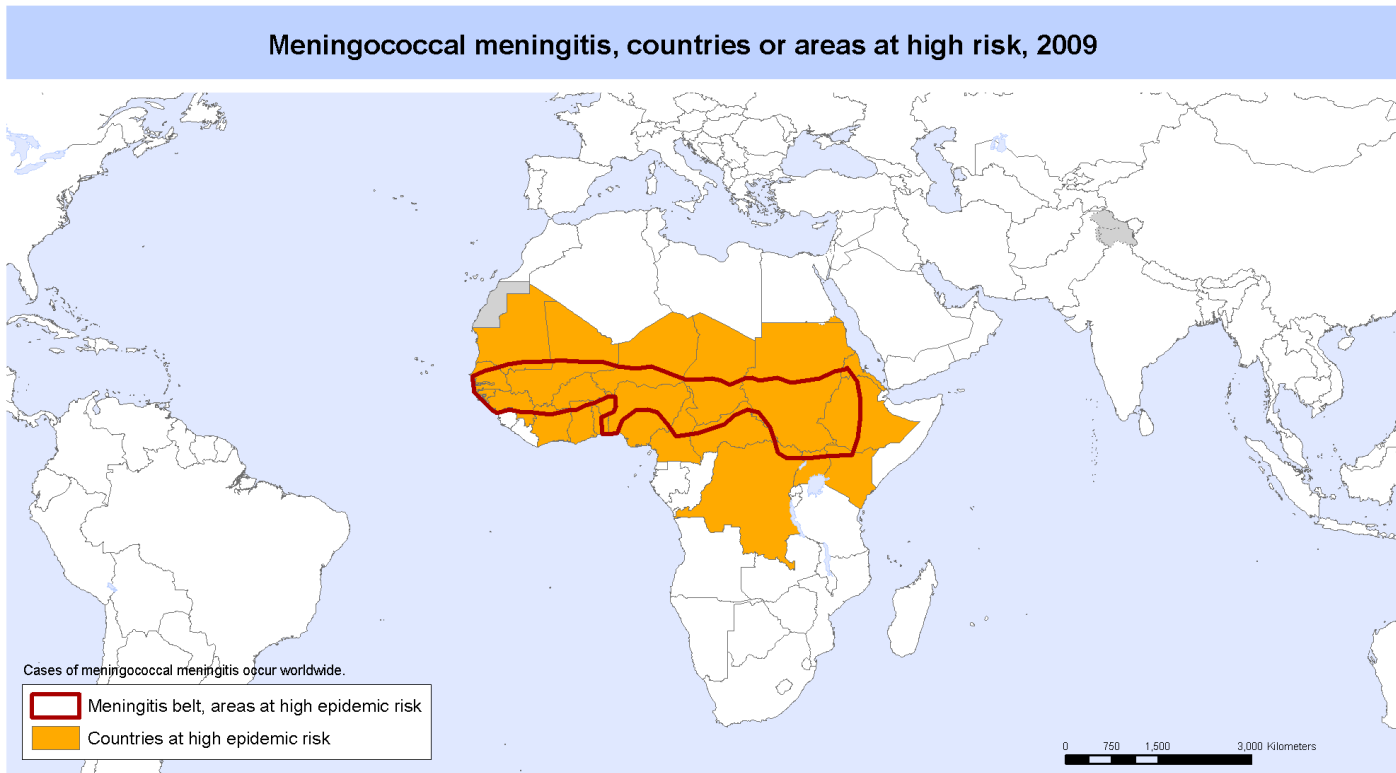 Meningococcal meningitis, countries or areas at high risk, 2009
Cases of meningococcal meningitis occur worldwide.
Meningitis belt, areas at high epidemic risk
Countries at high epidemic risk
0 750 1,500 3,000 Kilometers